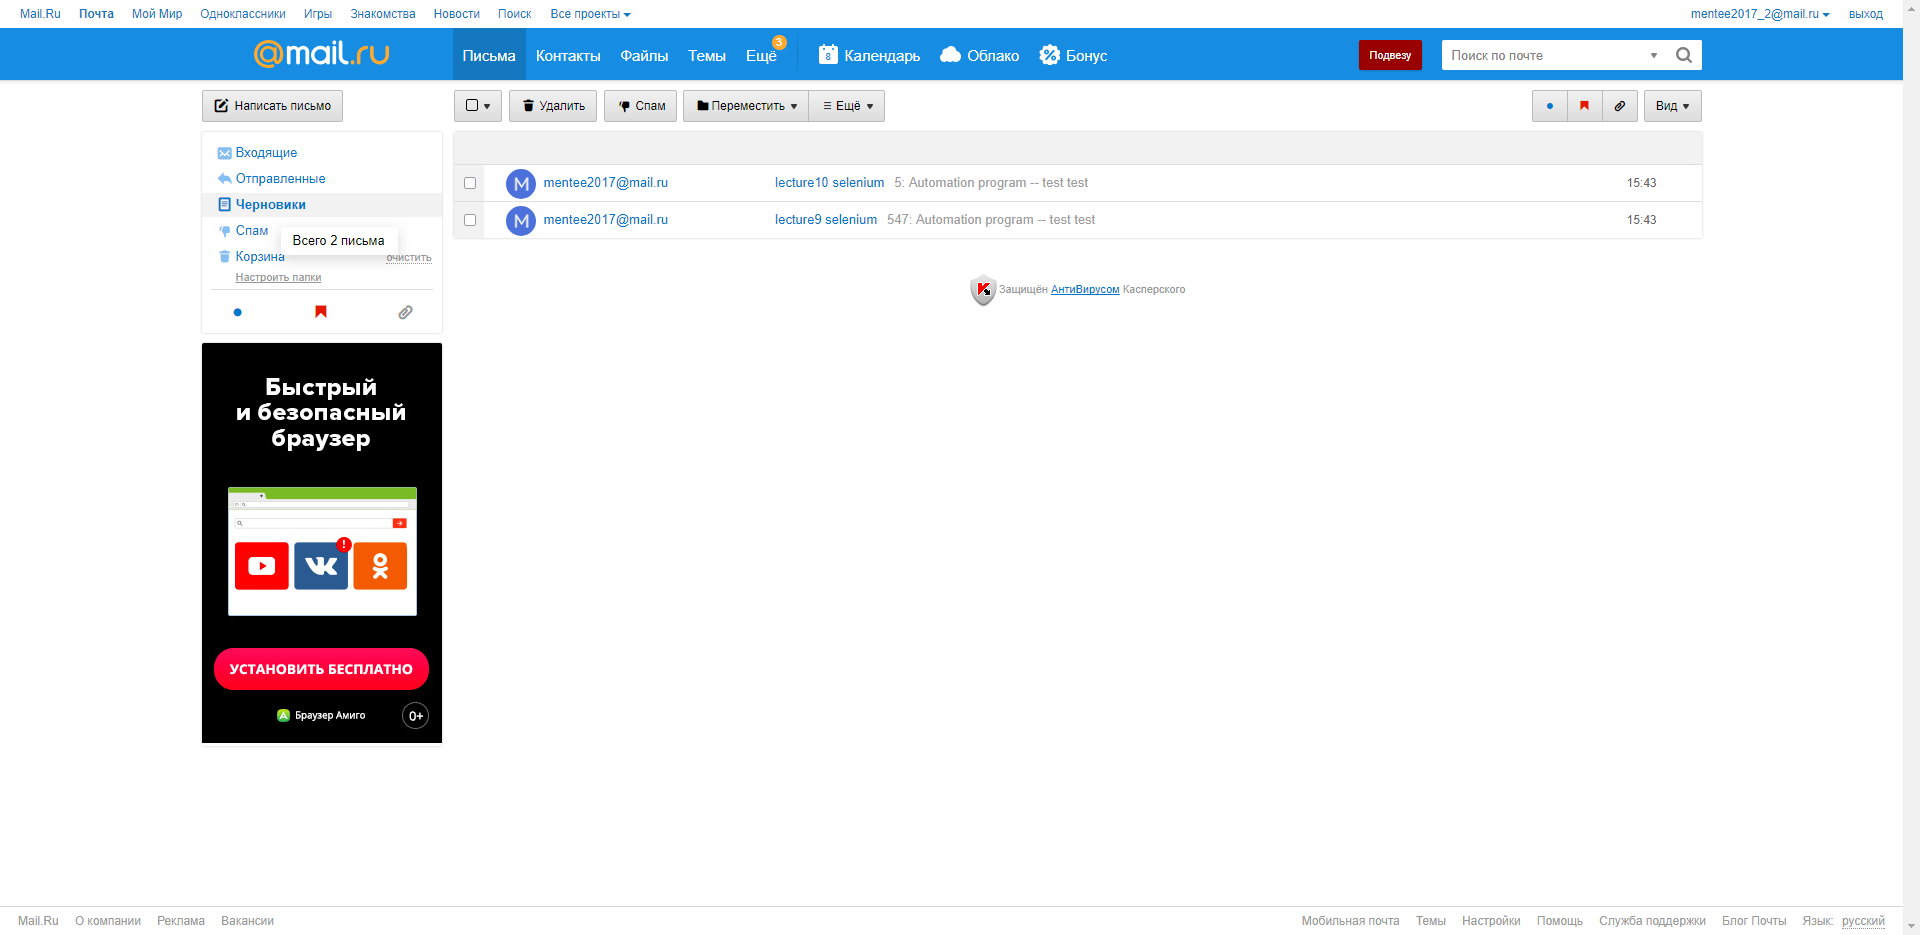 Mail.Ru Почта Мой Мир Одноклассники Игры Знакомства Новости Поиск Все проекты mentee2017_2@mail.ru выход
@mail.ru Письма Контакты Файлы Темы Ещё 3 8 Календарь Облако Бонус Подвезу Поиск по почте
Написать письмо Удалить Спам Переместить Ещё Вид
Входящие
Отправленные
Черновики
Спам
Всего 2 письма
Корзина очистить
Настроить папки
M mentee2017@mail.ru lecture10 selenium 5: Automation program -- test test 15:43
M mentee2017@mail.ru lecture9 selenium 547: Automation program -- test test 15:43
Защищён АнтиВирусом Касперского
Быстрый
и безопасный
браузер
УСТАНОВИТЬ БЕСПЛАТНО
Браузер Амиго 0+
Mail.Ru О компании Реклама Вакансии Мобильная почта Темы Настройки Помощь Служба поддержки Блог Почты Язык: русский